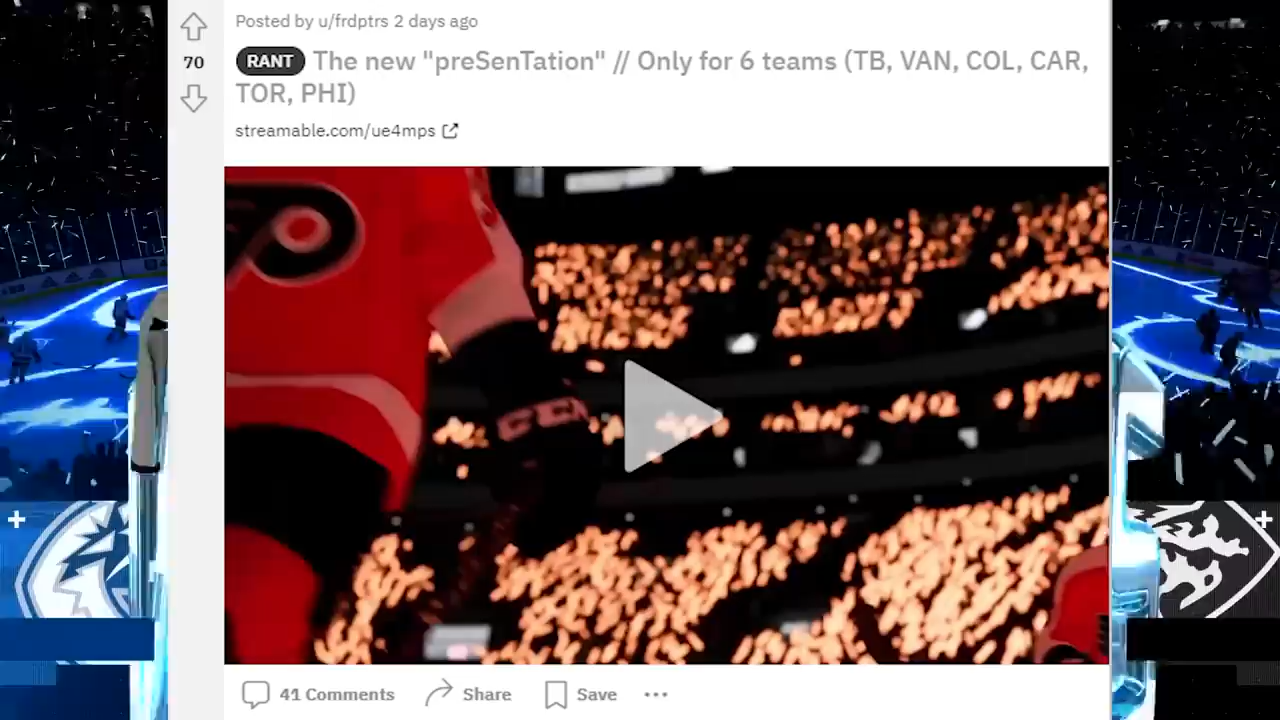 Posted by u/frdptrs 2 days ago
70
RANT The new "preSenTation" // Only for 6 teams (TB, VAN, COL, CAR,
TOR, PHI)
streamable.com/ue4mps
CCM
41 Comments Share Save